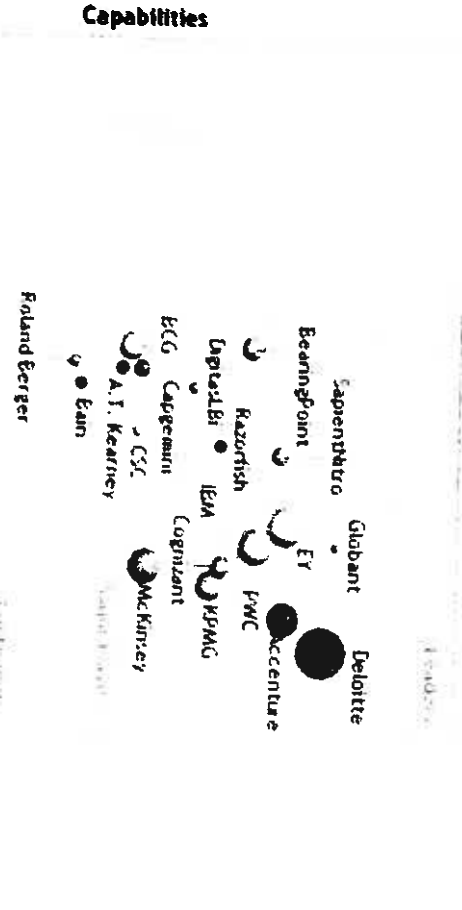 Capabilities
Deloitte
Globant
SapientNitro
Accenture
EY
BearingPoint
PWC
Razorfish
DigitasLBi
KPMG
IBM
Cognizant
Capgemini
BCG
McKinsey
CSC
A.T. Kearney
Bain
Roland Berger